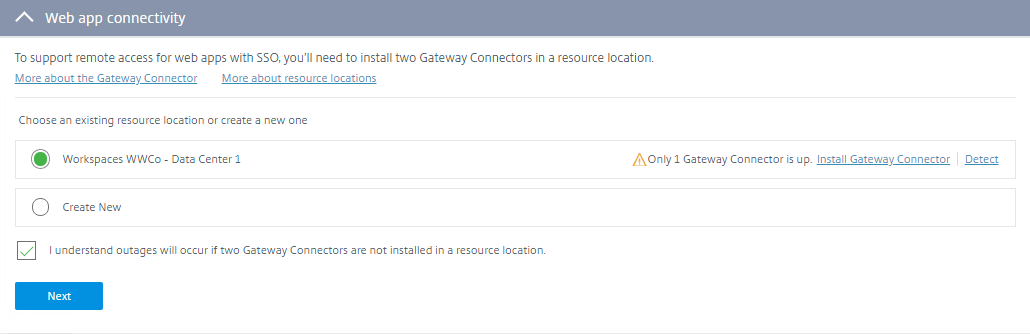 Web app connectivity
To support remote access for web apps with SSO, you'll need to install two Gateway Connectors in a resource location.
More about the Gateway Connector More about resource locations
Choose an existing resource location or create a new one
Workspaces WWCo - Data Center 1 Only 1 Gateway Connector is up. Install Gateway Connector Detect
Create New
I understand outages will occur if two Gateway Connectors are not installed in a resource location.
Next